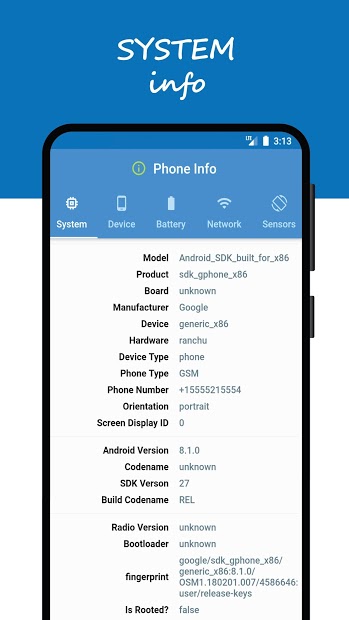 SYSTEM
info
LTE 3:13
Phone Info
System Device Battery Network Sensors
Model Android_SDK_built_for_x86
Product sdk_gphone_x86
Board unknown
Manufacturer Google
Device generic_x86
Hardware ranchu
Device Type phone
Phone Type GSM
Phone Number +15555215554
Orientation portrait
Screen Display ID 0
Android Version 8.1.0
Codename unknown
SDK Verson 27
Build Codename REL
Radio Version unknown
Bootloader unknown
fingerprint google/sdk_gphone_x86/
generic_x86:8.1.0/
OSM1.180201.007/4586646:
user/release-keys
Is Rooted? false